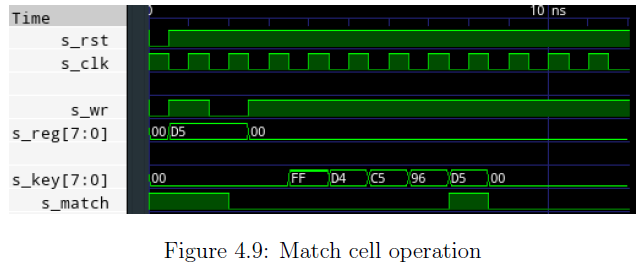 Time 0 10 ns
s_rst
s_clk
s_wr
s_reg[7:0] 00 D5 00
s_key[7:0] 00 FF D4 C5 96 D5 00
s_match
Figure 4.9: Match cell operation